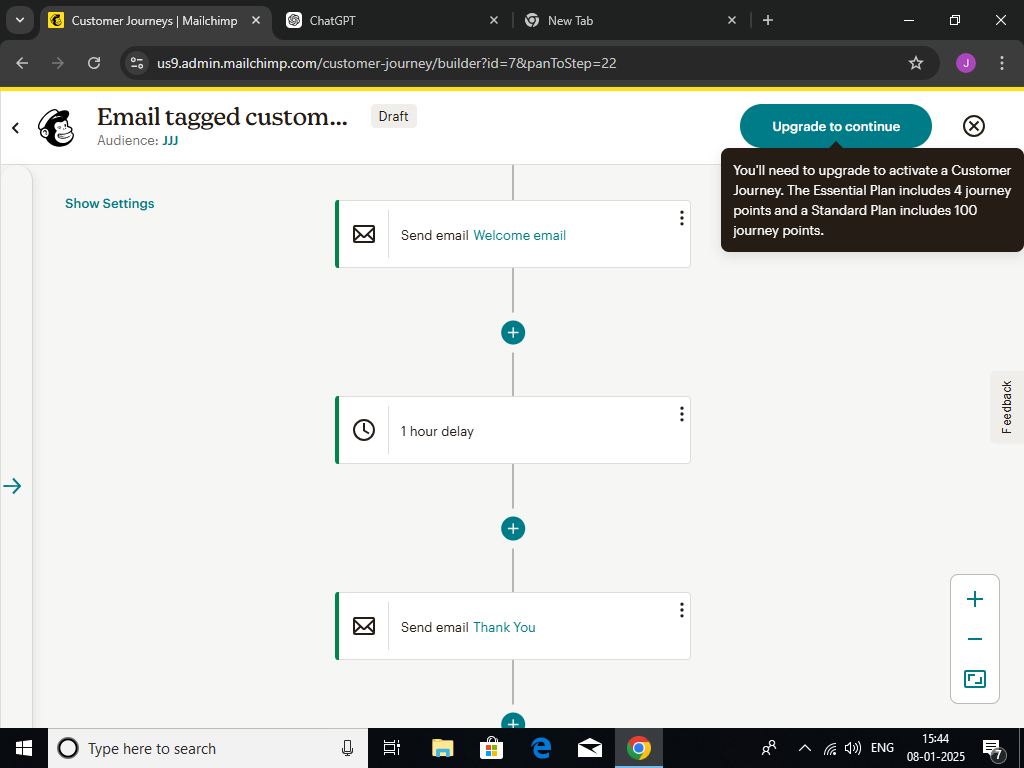 Customer Journeys | Mailchimp
ChatGPT
New Tab
us9.admin.mailchimp.com/customer-journey/builder?id=7&panToStep=22
J
Email tagged custom...
Draft
Audience: JJJ
Upgrade to continue
You'll need to upgrade to activate a Customer
Journey. The Essential Plan includes 4 journey
points and a Standard Plan includes 100
journey points.
Show Settings
Send email Welcome email
1 hour delay
Feedback
Send email Thank You
Type here to search
ENG
15:44
08-01-2025
7